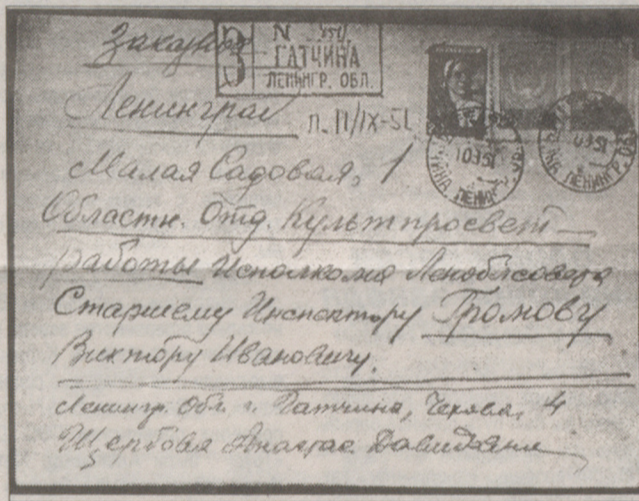 Заказное
З
N
ГАТЧИНА
ЛЕНИНГР. ОБЛ.
Ленинград
п. 11/IX-51
Малая Садовая, 1
Областн. Отд. Культпросвет-
работы Исполкома Леноблсовета
Старшему Инспектору Громову
Виктору Ивановичу.
Ленингр. Обл. г. Гатчина, Чехова, 4
Щербова Анастас. Давидовна